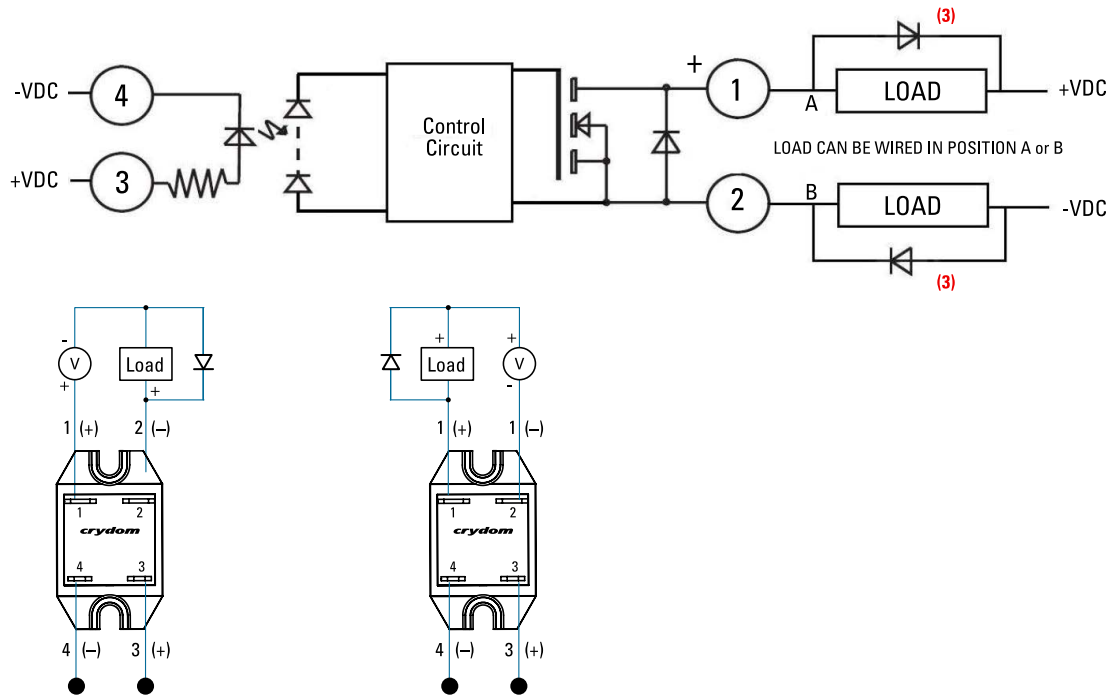 (3)
-VDC 4
+ 1 A LOAD +VDC
Control
Circuit
LOAD CAN BE WIRED IN POSITION A or B
+VDC 3
2 B LOAD -VDC
(3)
- V +
Load +
+ Load
+ V -
1 (+) 2 (−)
1 (+) 1 (−)
1 2
crydom
4 3
1 2
crydom
4 3
4 (−) 3 (+)
4 (−) 3 (+)